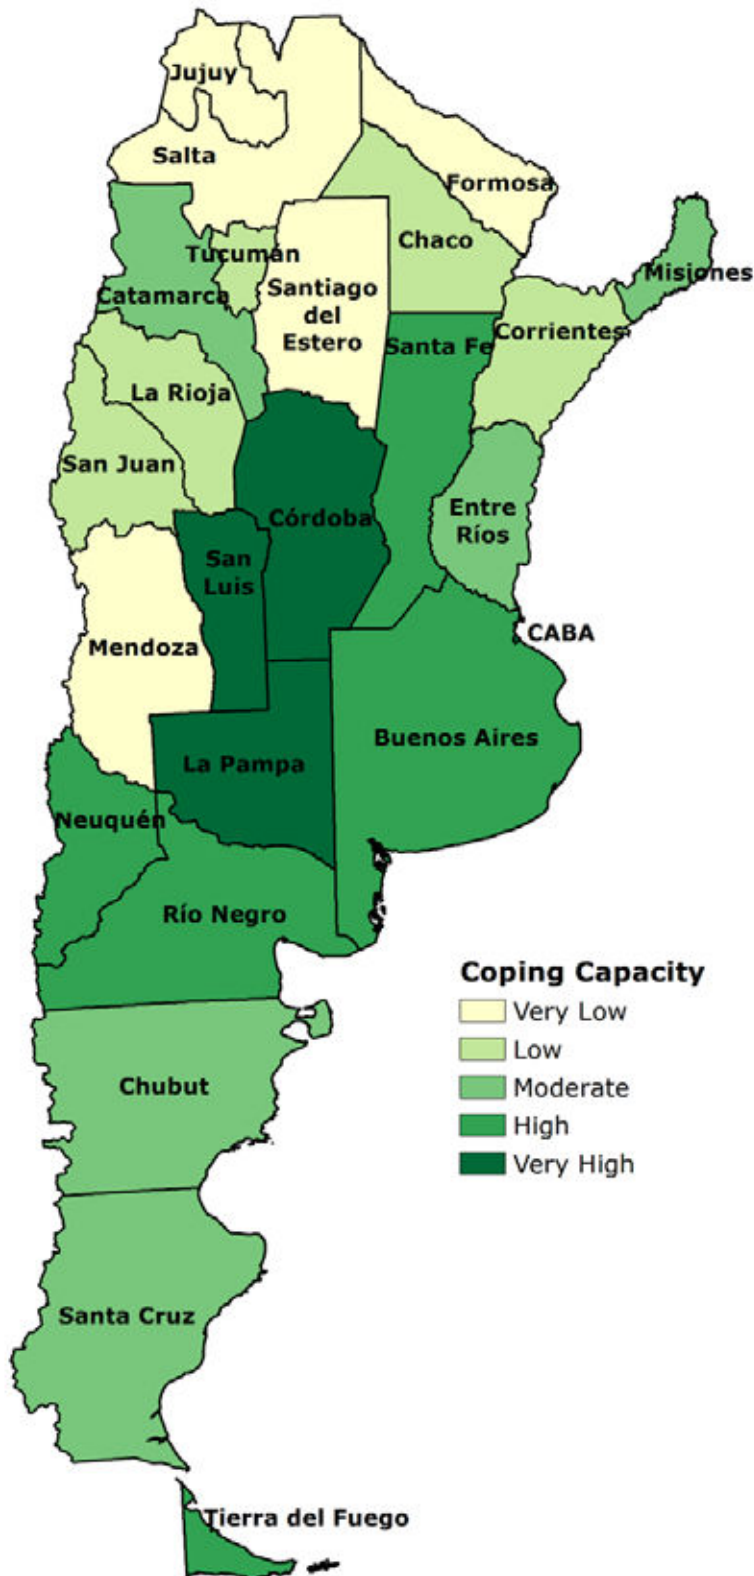 Jujuy
Salta
Formosa
Chaco
Tucumán
Misiones
Santiago
del
Estero
Catamarca
Santa Fe
Corrientes
La Rioja
San Juan
Entre
Ríos
Córdoba
San
Luis
CABA
Mendoza
Buenos Aires
La Pampa
Neuquén
Río Negro
Coping Capacity
Very Low
Low
Moderate
High
Very High
Chubut
Santa Cruz
Tierra del Fuego